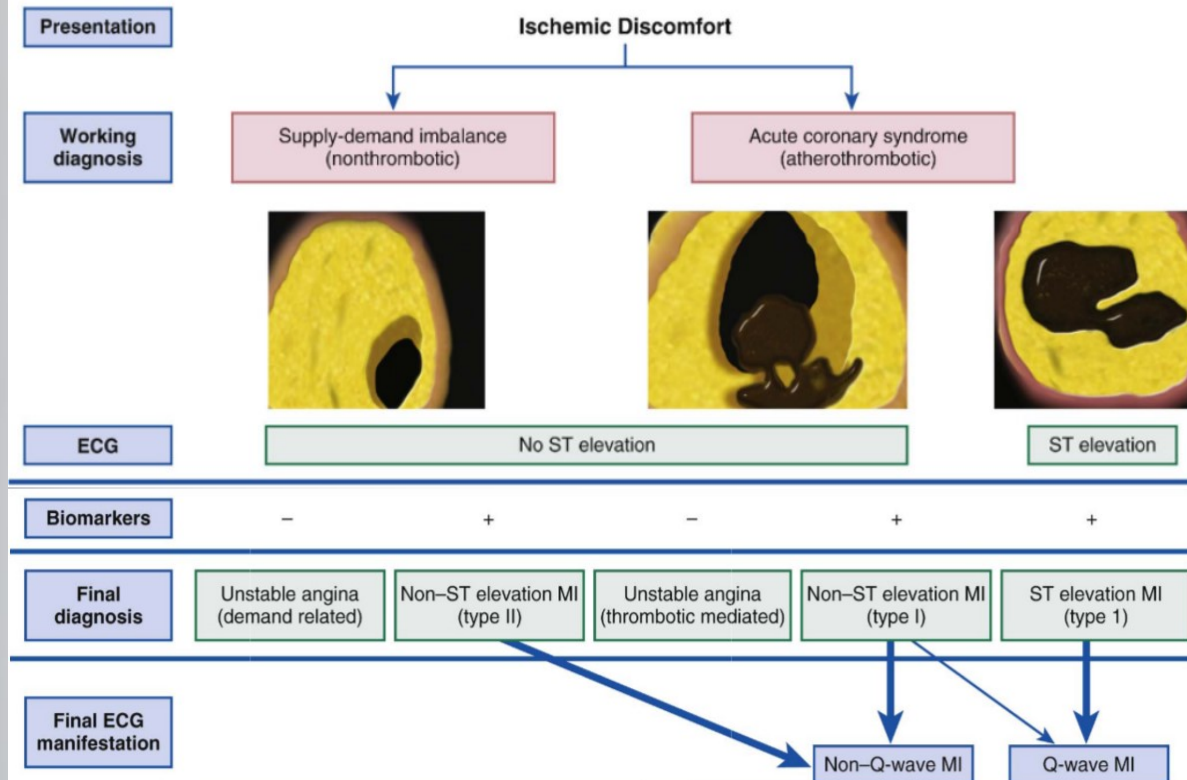 Presentation
Ischemic Discomfort
Working
diagnosis
Supply-demand imbalance
(nonthrombotic)
Acute coronary syndrome
(atherothrombotic)
ECG
No ST elevation
ST elevation
Biomarkers
–
+
–
+
+
Final
diagnosis
Unstable angina
(demand related)
Non–ST elevation MI
(type II)
Unstable angina
(thrombotic mediated)
Non–ST elevation MI
(type I)
ST elevation MI
(type 1)
Final ECG
manifestation
Non–Q-wave MI
Q-wave MI